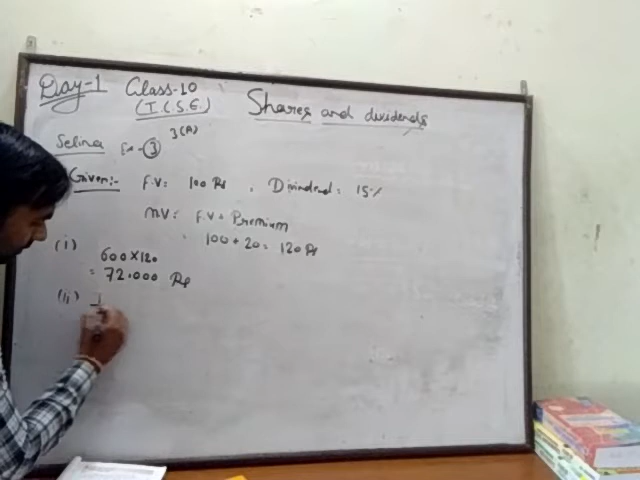 Day-1 Class-10 Shares and dividends
(I.C.S.E)
Selina Ex-③ 3(A)
Given:- F.V = 100 Rs , Dividend = 15%
M.V = F.V + Premium
= 100 + 20 = 120 Rs
(i)
600×120
= 72,000 Rs
(ii)